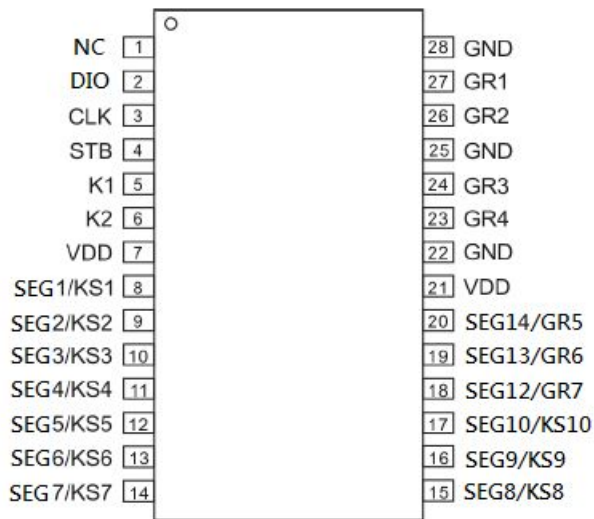 NC 1 28 GND
DIO 2 27 GR1
CLK 3 26 GR2
STB 4 25 GND
K1 5 24 GR3
K2 6 23 GR4
VDD 7 22 GND
SEG1/KS1 8 21 VDD
SEG2/KS2 9 20 SEG14/GR5
SEG3/KS3 10 19 SEG13/GR6
SEG4/KS4 11 18 SEG12/GR7
SEG5/KS5 12 17 SEG10/KS10
SEG6/KS6 13 16 SEG9/KS9
SEG7/KS7 14 15 SEG8/KS8